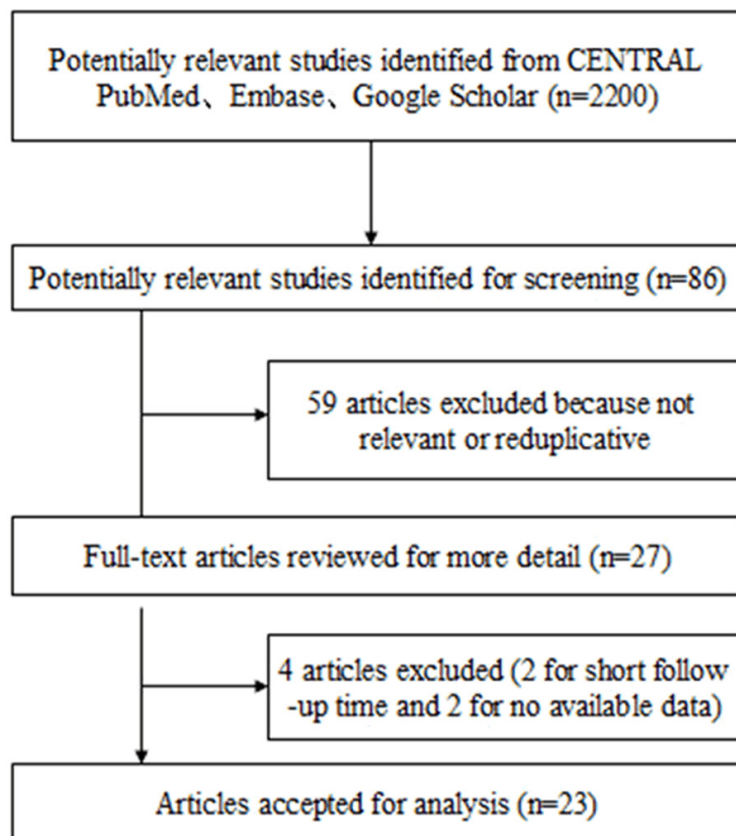 Potentially relevant studies identified from CENTRAL
PubMed、Embase、Google Scholar (n=2200)
Potentially relevant studies identified for screening (n=86)
59 articles excluded because not
relevant or reduplicative
Full-text articles reviewed for more detail (n=27)
4 articles excluded (2 for short follow
-up time and 2 for no available data)
Articles accepted for analysis (n=23)